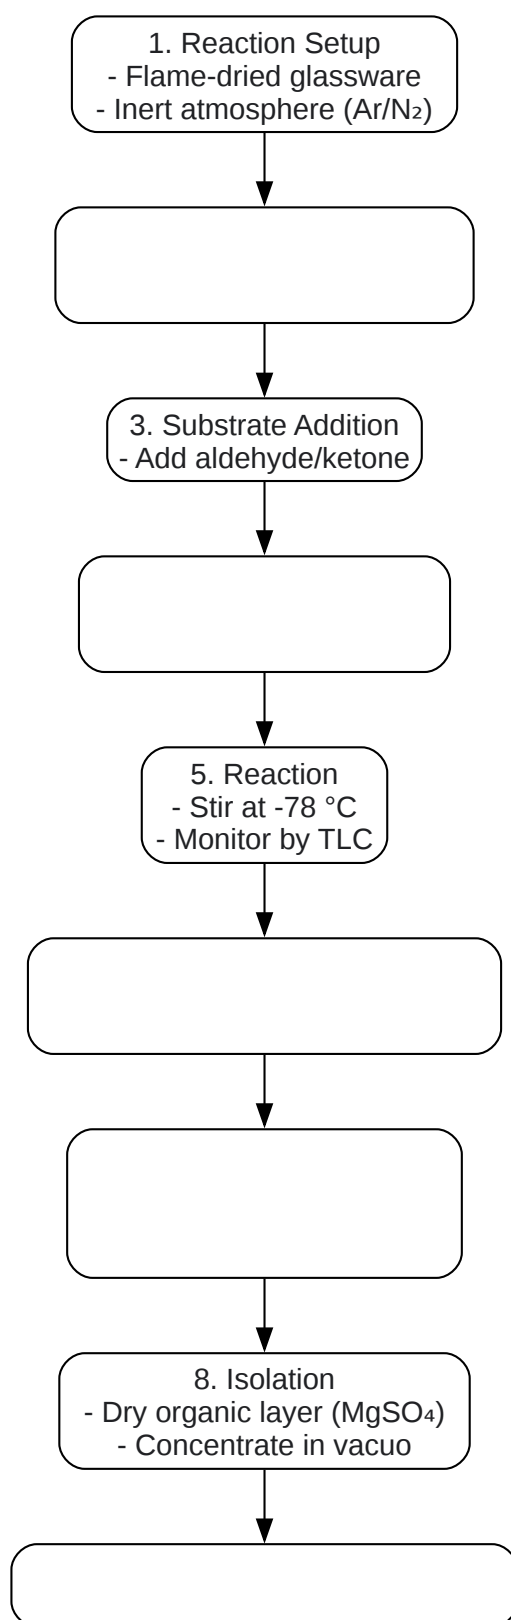 1. Reaction Setup
- Flame-dried glassware
- Inert atmosphere (Ar/N₂)
3. Substrate Addition
- Add aldehyde/ketone
5. Reaction
- Stir at -78 °C
- Monitor by TLC
8. Isolation
- Dry organic layer (MgSO₄)
- Concentrate in vacuo